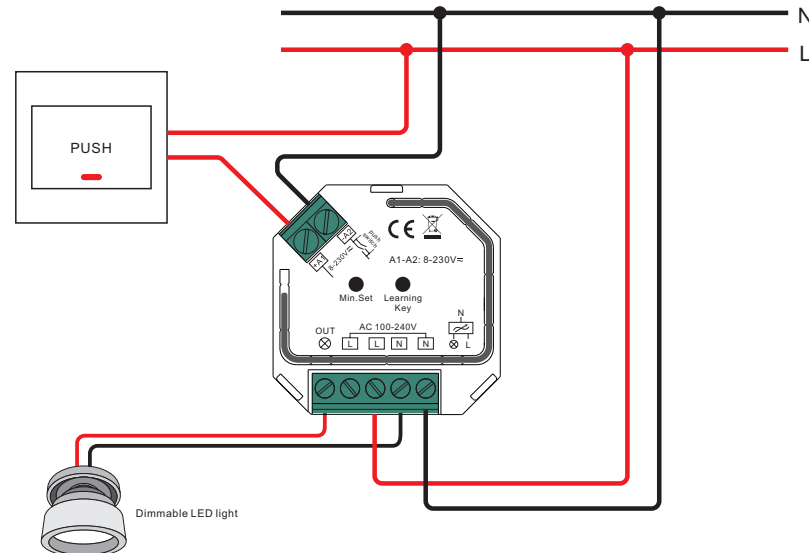 N
L
PUSH
+A1
-A2
8-230V≂
push
switch
CE
A1-A2: 8-230V≂
Min.Set
Learning
Key
N
OUT
AC 100-240V
L
L
N
N
L
Dimmable LED light